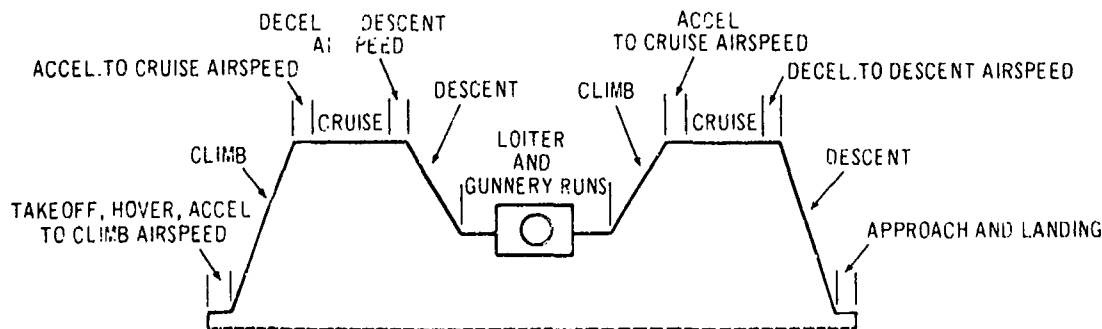 DECEL DESCENT
ACCEL.TO CRUISE AIRSPEED
CRUISE
CLIMB
TAKEOFF, HOVER, ACCEL
TO CLIMB AIRSPEED
DESCENT
LOITER
AND
GUNNERY RUNS
CLIMB
ACCEL
TO CRUISE AIRSPEED
DECEL.TO DESCENT AIRSPEED
CRUISE
DESCENT
APPROACH AND LANDING